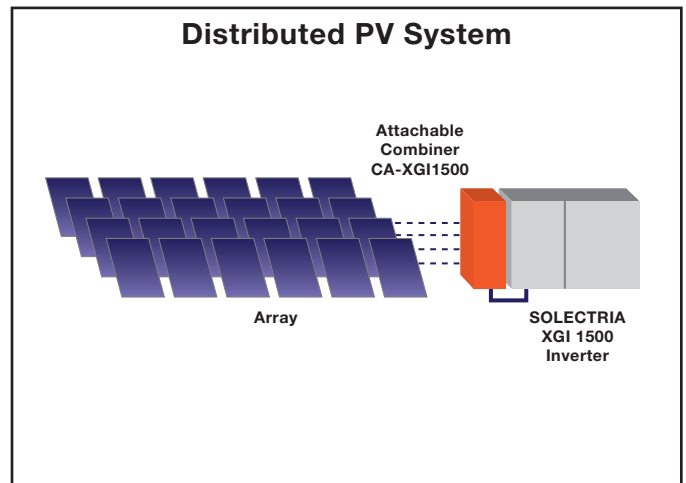 Distributed PV System
Attachable
Combiner
CA-XGI1500
Array
SOLECTRIA
XGI 1500
Inverter